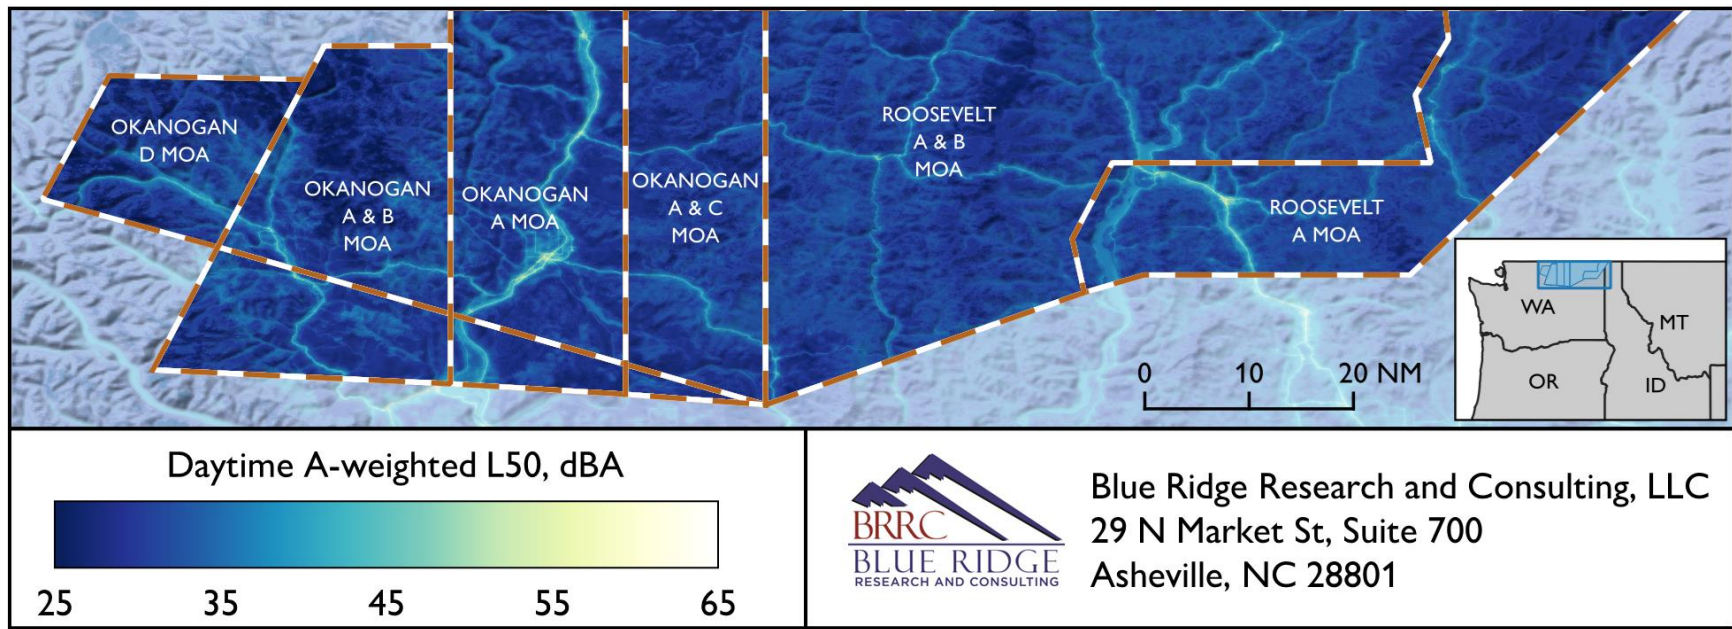 OKANOGAN
D MOA
OKANOGAN
A & B
MOA
OKANOGAN
A MOA
OKANOGAN
A & C
MOA
ROOSEVELT
A & B
MOA
ROOSEVELT
A MOA
0 10 20 NM
WA
MT
OR
ID
Daytime A-weighted L50, dBA
25 35 45 55 65
BRRC
BLUE RIDGE
RESEARCH AND CONSULTING
Blue Ridge Research and Consulting, LLC
29 N Market St, Suite 700
Asheville, NC 28801